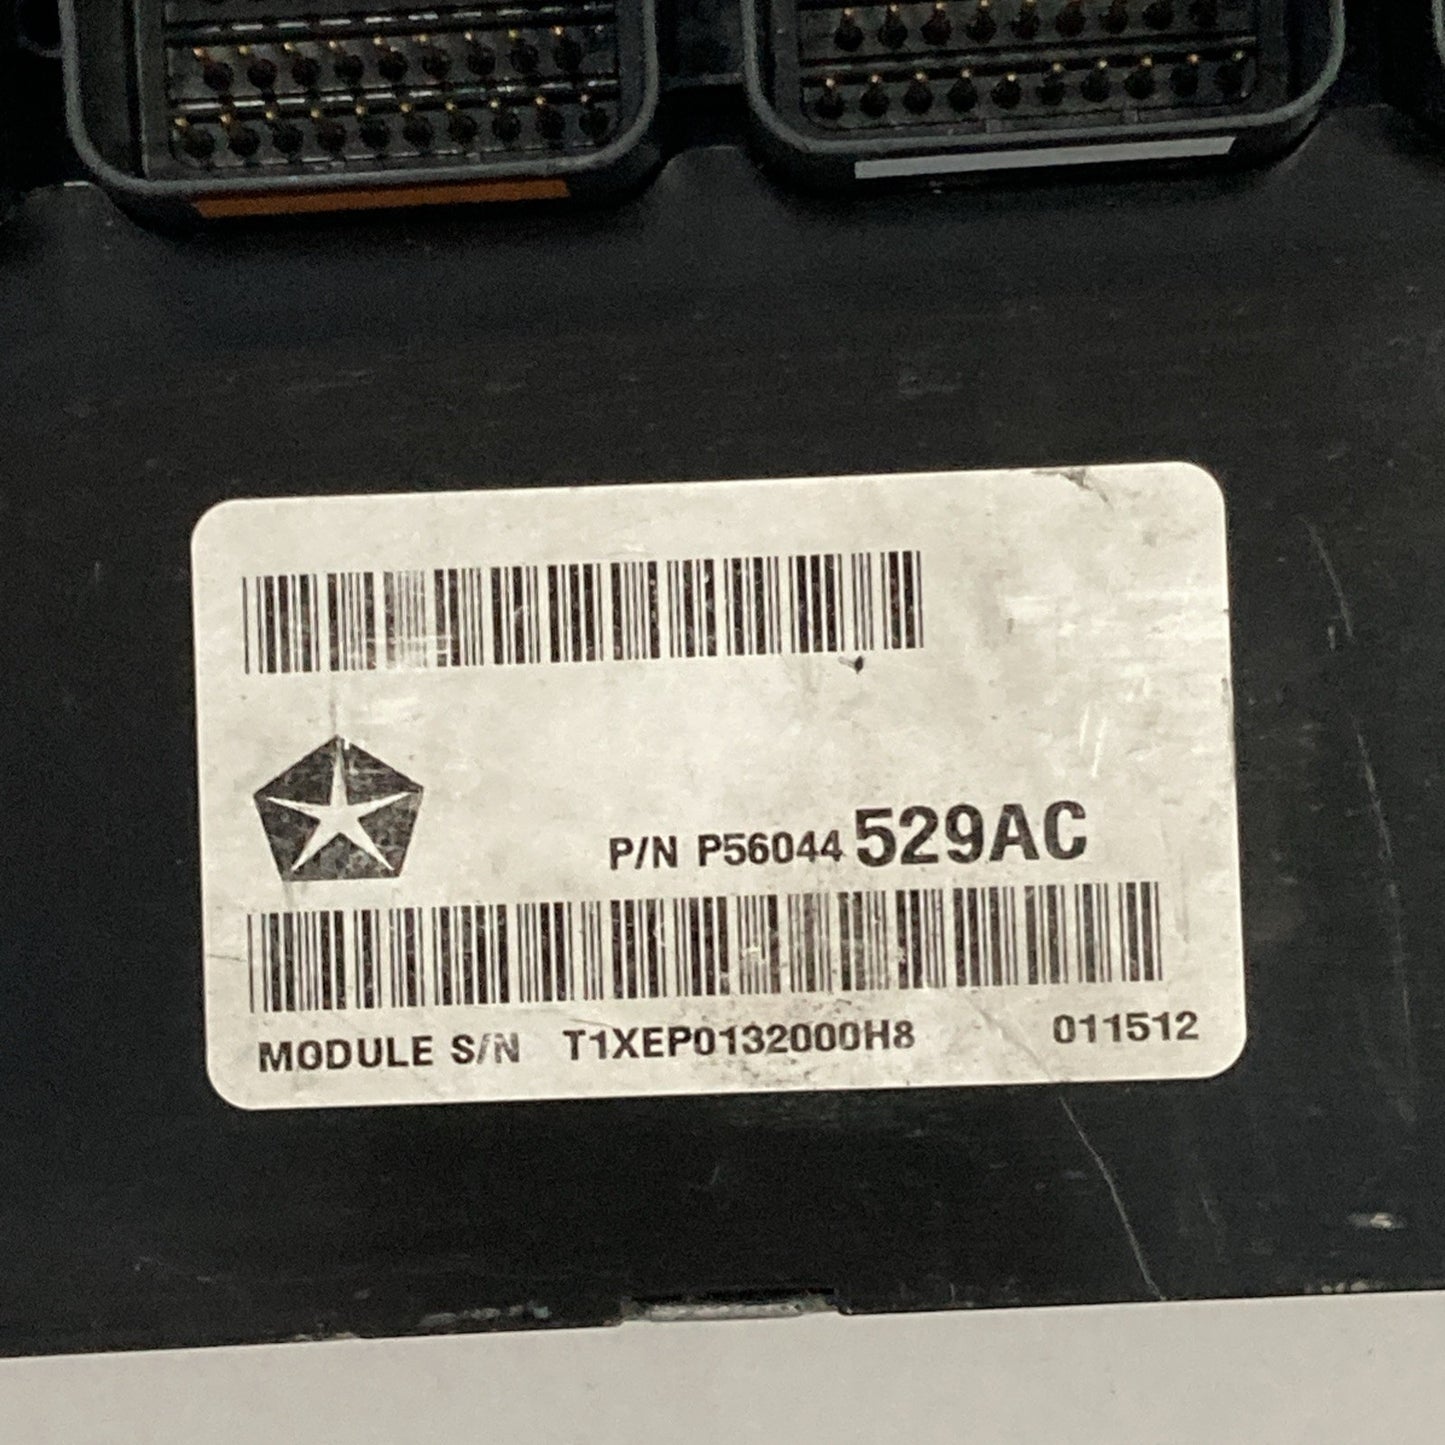 P/N P56044 529AC
MODULE S/N T1XEP0132000H8 011512